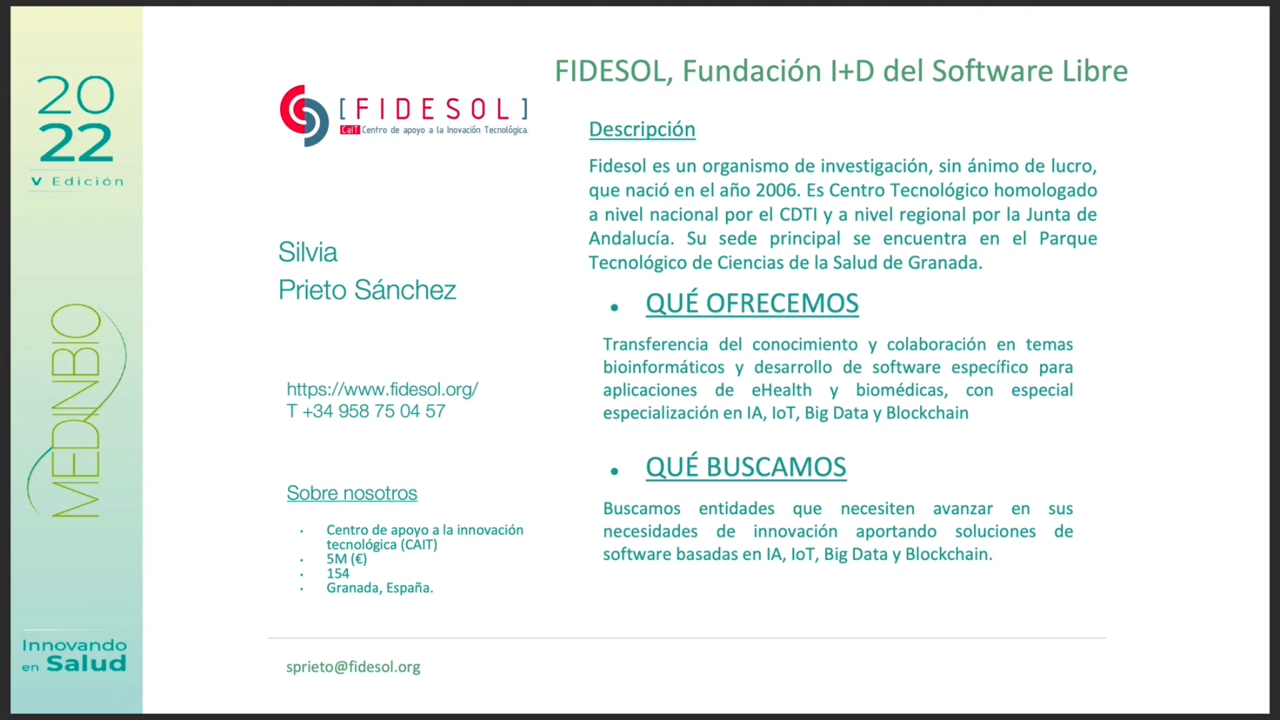 20
22
V Edición
MEDINBIO
Innovando
en Salud
[FIDESOL]
CaIT Centro de apoyo a la Inovación Tecnológica.
Silvia
Prieto Sánchez
https://www.fidesol.org/
T +34 958 75 04 57
Sobre nosotros
• Centro de apoyo a la innovación
tecnológica (CAIT)
• 5M (€)
• 154
• Granada, España.
FIDESOL, Fundación I+D del Software Libre
Descripción
Fidesol es un organismo de investigación, sin ánimo de lucro,
que nació en el año 2006. Es Centro Tecnológico homologado
a nivel nacional por el CDTI y a nivel regional por la Junta de
Andalucía. Su sede principal se encuentra en el Parque
Tecnológico de Ciencias de la Salud de Granada.
• QUÉ OFRECEMOS
Transferencia del conocimiento y colaboración en temas
bioinformáticos y desarrollo de software específico para
aplicaciones de eHealth y biomédicas, con especial
especialización en IA, IoT, Big Data y Blockchain
• QUÉ BUSCAMOS
Buscamos entidades que necesiten avanzar en sus
necesidades de innovación aportando soluciones de
software basadas en IA, IoT, Big Data y Blockchain.
sprieto@fidesol.org